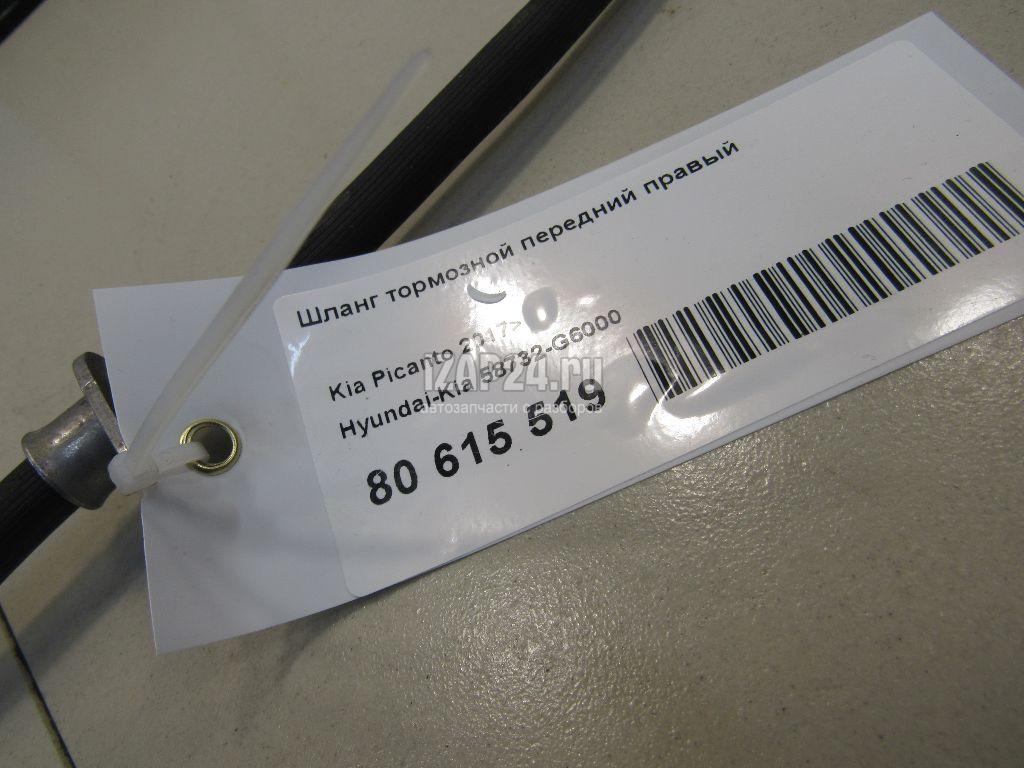 Шланг тормозной передний правый
Kia Picanto 2017>
Hyundai-Kia 58732-G6000
80 615 519
IZAP24.ru
автозапчасти с разборов